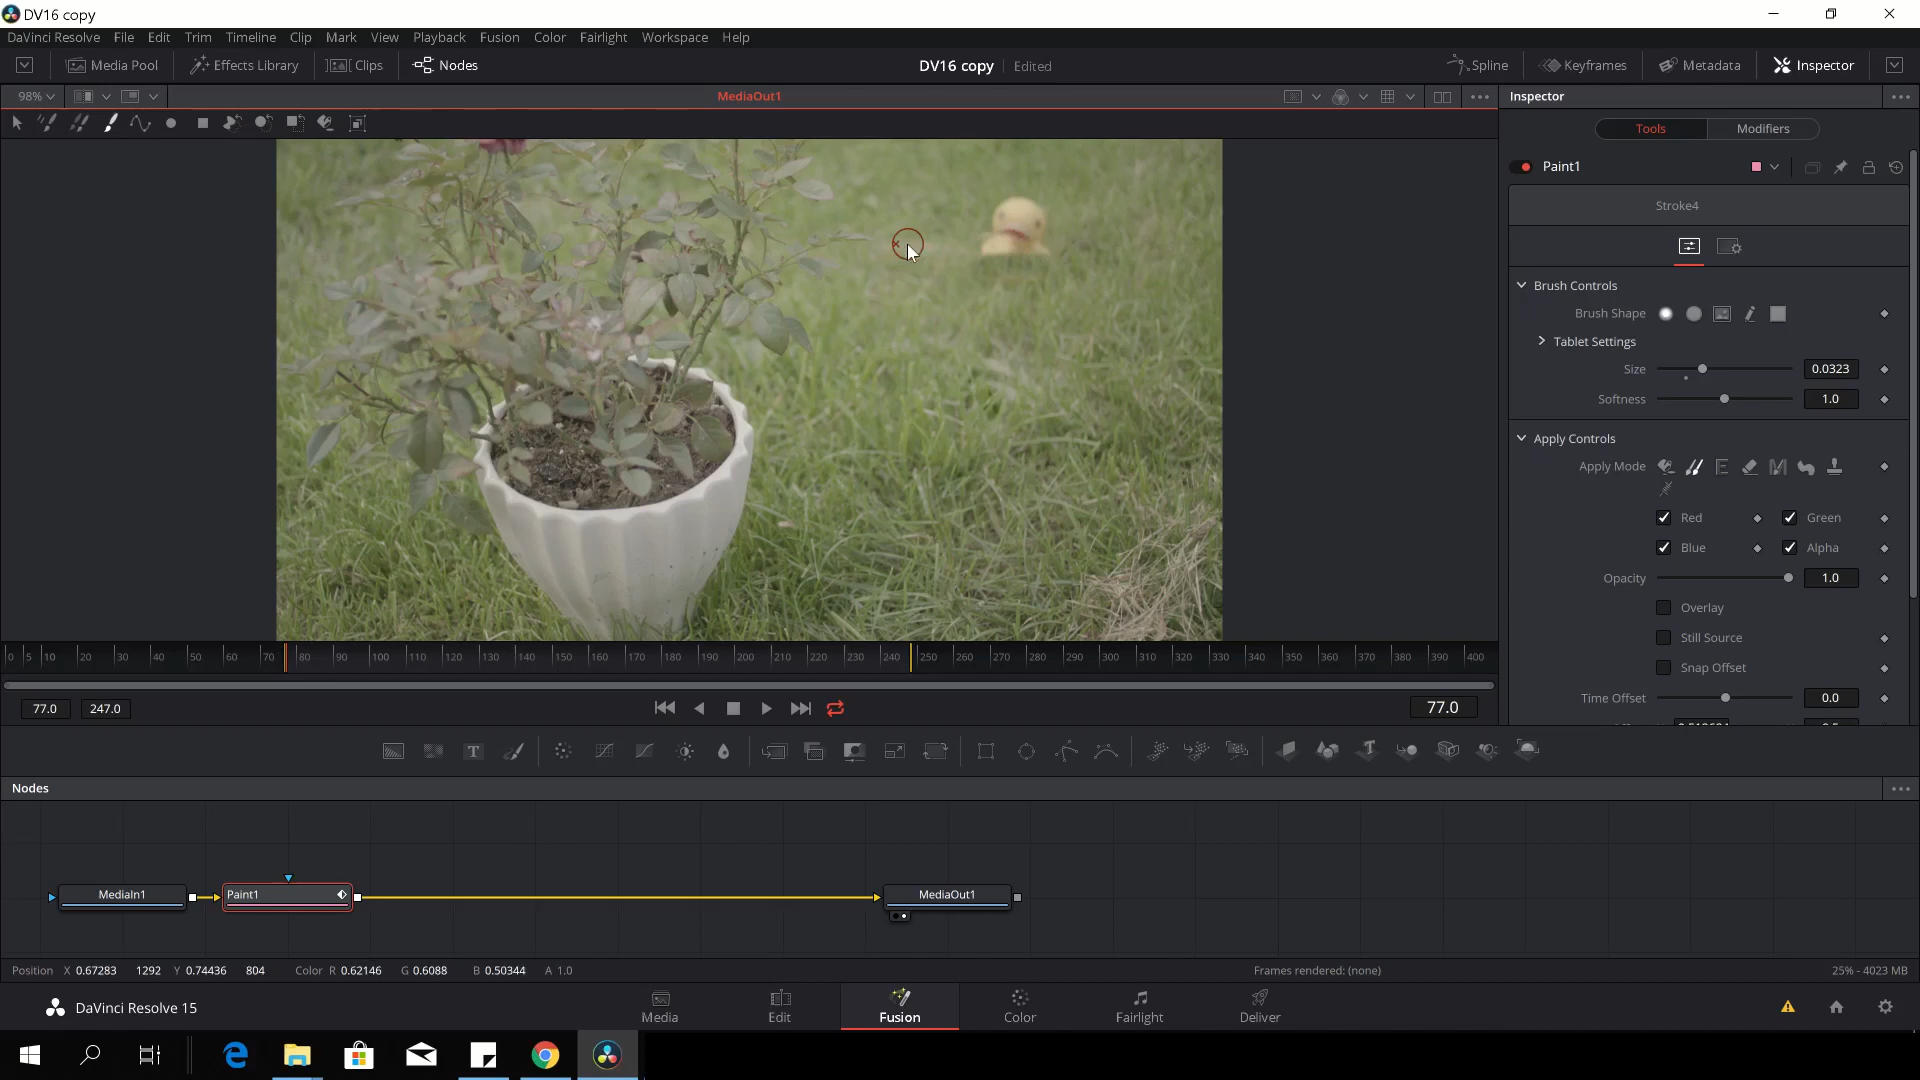 DV16 copy
DaVinci Resolve File Edit Trim Timeline Clip Mark View Playback Fusion Color Fairlight Workspace Help
Media Pool Effects Library Clips Nodes DV16 copy Edited Spline Keyframes Metadata Inspector
98% MediaOut1 Inspector
Tools Modifiers
Paint1
Stroke4
Brush Controls
Brush Shape
Tablet Settings
Size 0.0323
Softness 1.0
Apply Controls
Apply Mode
Red Green
Blue Alpha
Opacity 1.0
Overlay
Still Source
Snap Offset
Time Offset 0.0
0 5 10 20 30 40 50 60 70 80 90 100 110 120 130 140 150 160 170 180 190 200 210 220 230 240 250 260 270 280 290 300 310 320 330 340 350 360 370 380 390 400
77.0 247.0 77.0
Nodes
MediaIn1 Paint1 MediaOut1
Position X 0.67283 1292 Y 0.74436 804 Color R 0.62146 G 0.6088 B 0.50344 A 1.0 Frames rendered: (none) 25% - 4023 MB
DaVinci Resolve 15 Media Edit Fusion Color Fairlight Deliver